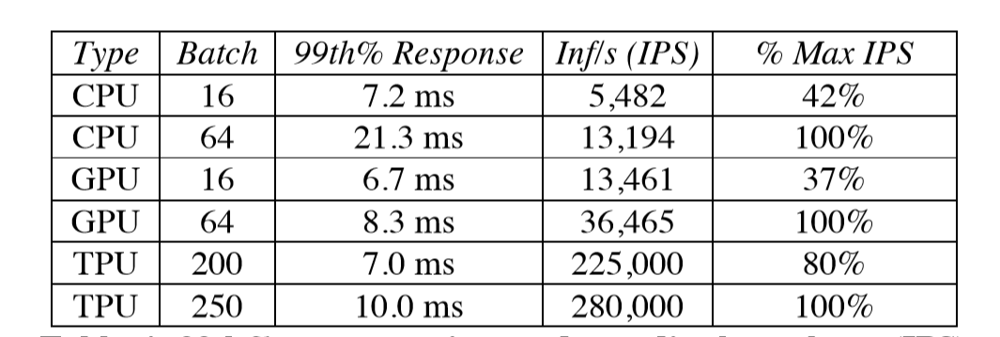 Type Batch 99th% Response Inf/s (IPS) % Max IPS
CPU 16 7.2 ms 5,482 42%
CPU 64 21.3 ms 13,194 100%
GPU 16 6.7 ms 13,461 37%
GPU 64 8.3 ms 36,465 100%
TPU 200 7.0 ms 225,000 80%
TPU 250 10.0 ms 280,000 100%